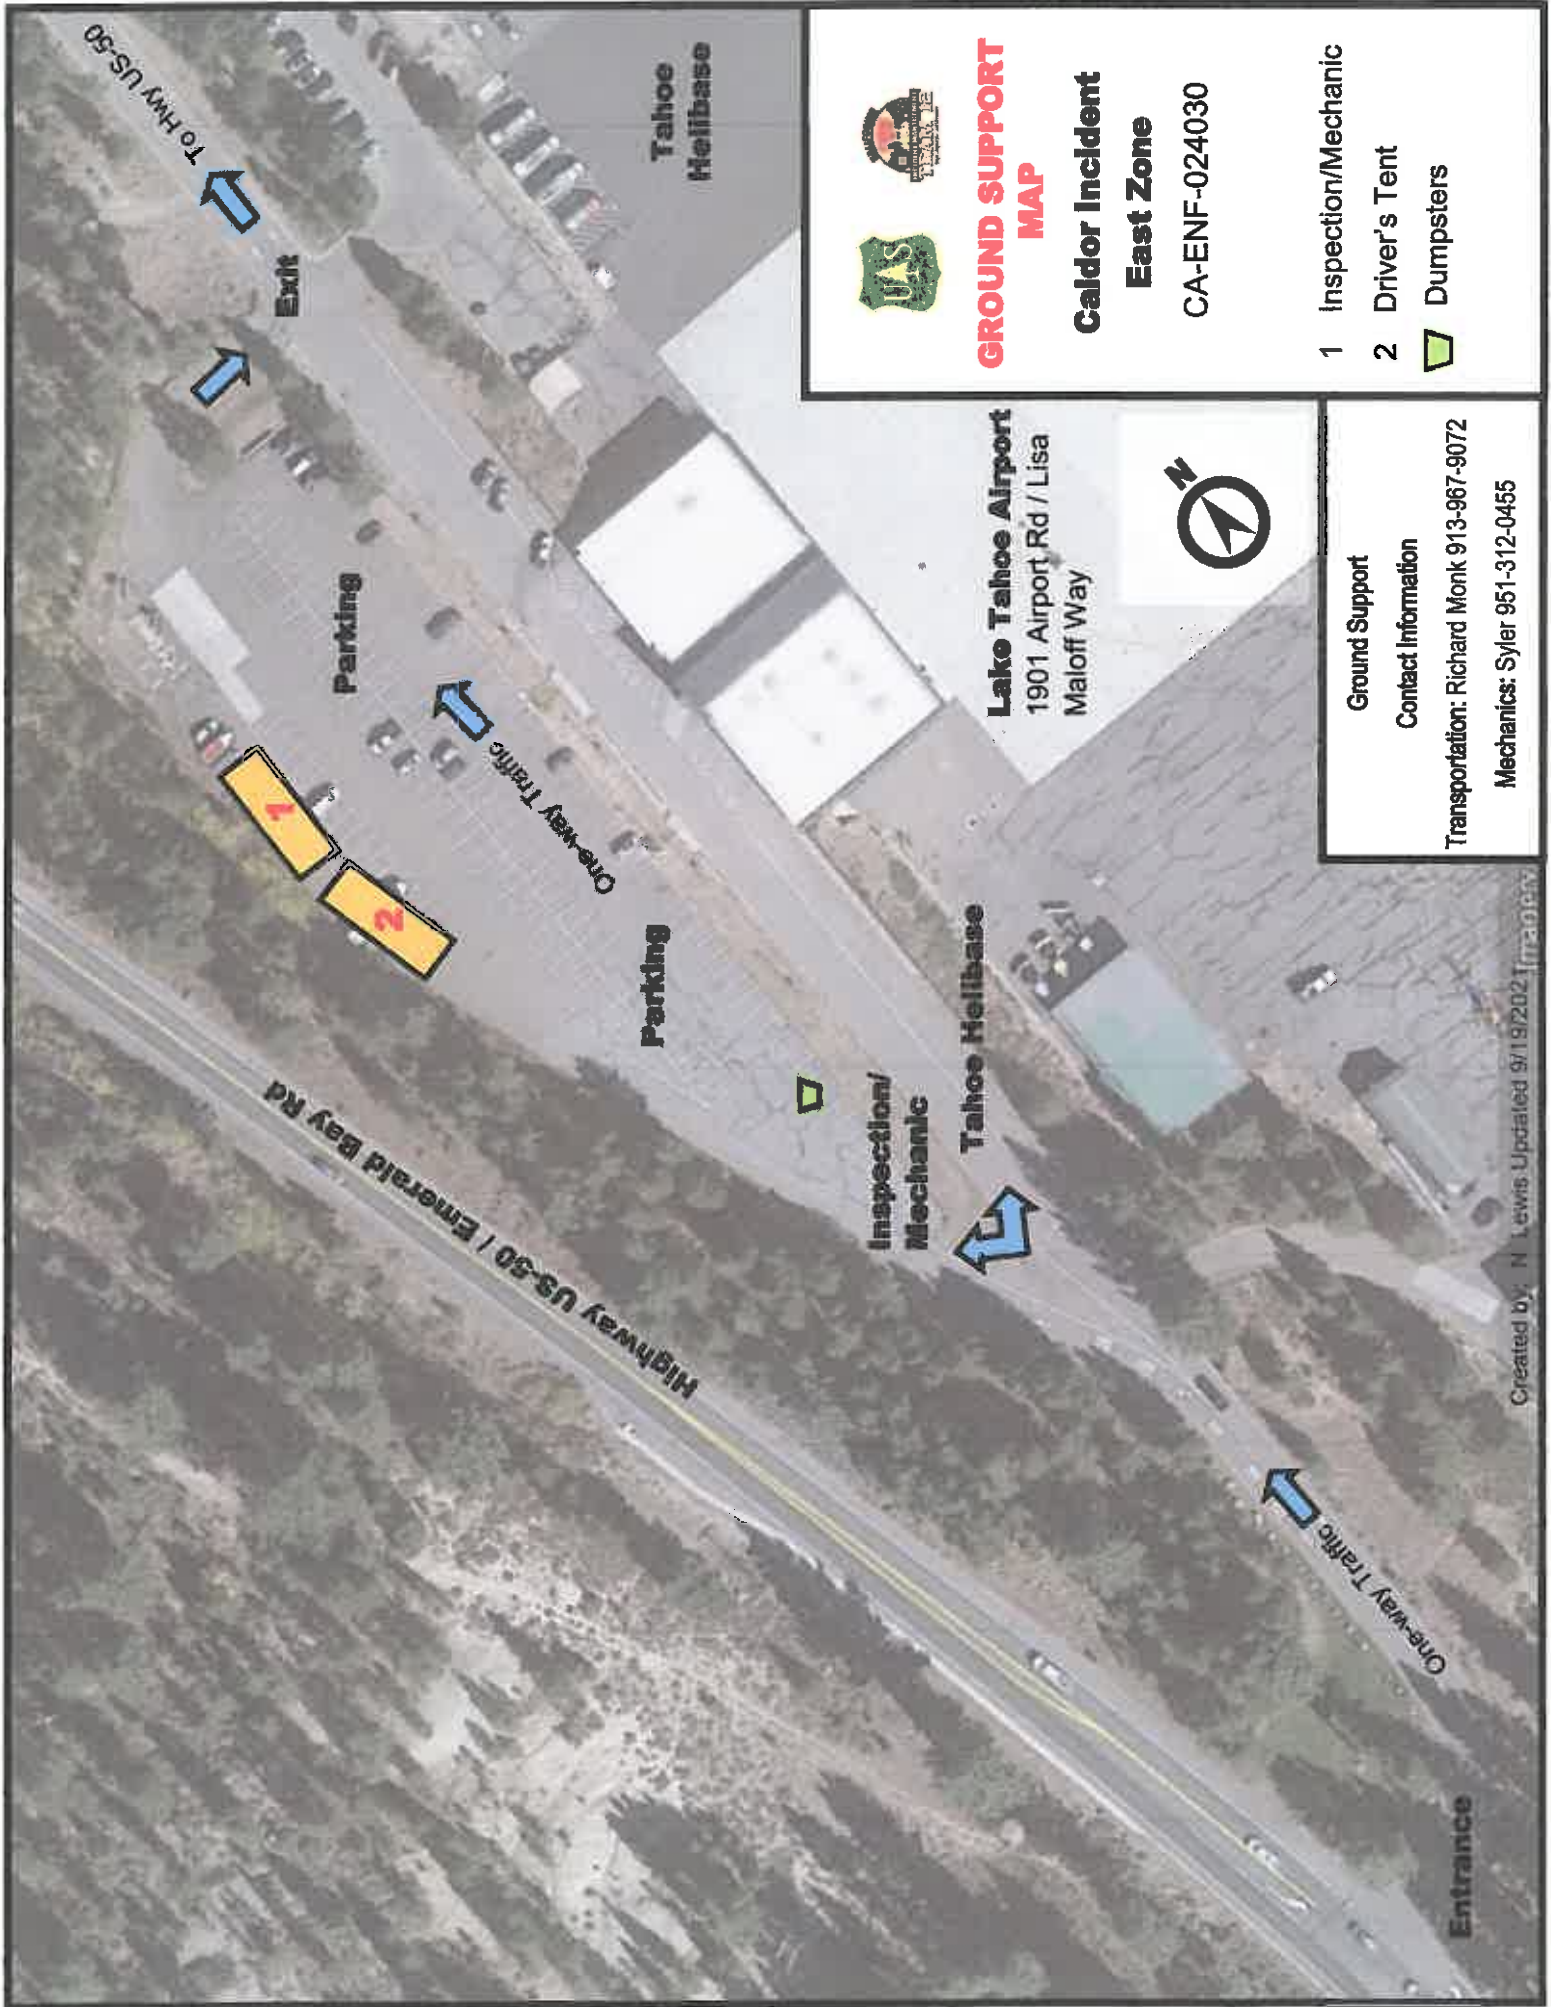 To Hwy US-50
Exit
Tahoe
Helibase
Parking
1
2
One-way Traffic
Parking
Highway US-50 / Emerald Bay Rd
Inspection/
Mechanic
Tahoe Helibase
One-way Traffic
Entrance
Lake Tahoe Airport
1901 Airport Rd / Lisa
Maloff Way
N
UAS
GROUND SUPPORT
MAP
Caldor Incident
East Zone
CA-ENF-024030
1 Inspection/Mechanic
2 Driver's Tent
Dumpsters
Ground Support
Contact Information
Transportation: Richard Monk 913-967-9072
Mechanics: Syler 951-312-0455
Created by: N Lewis Updated 9/19/2021 Imagery